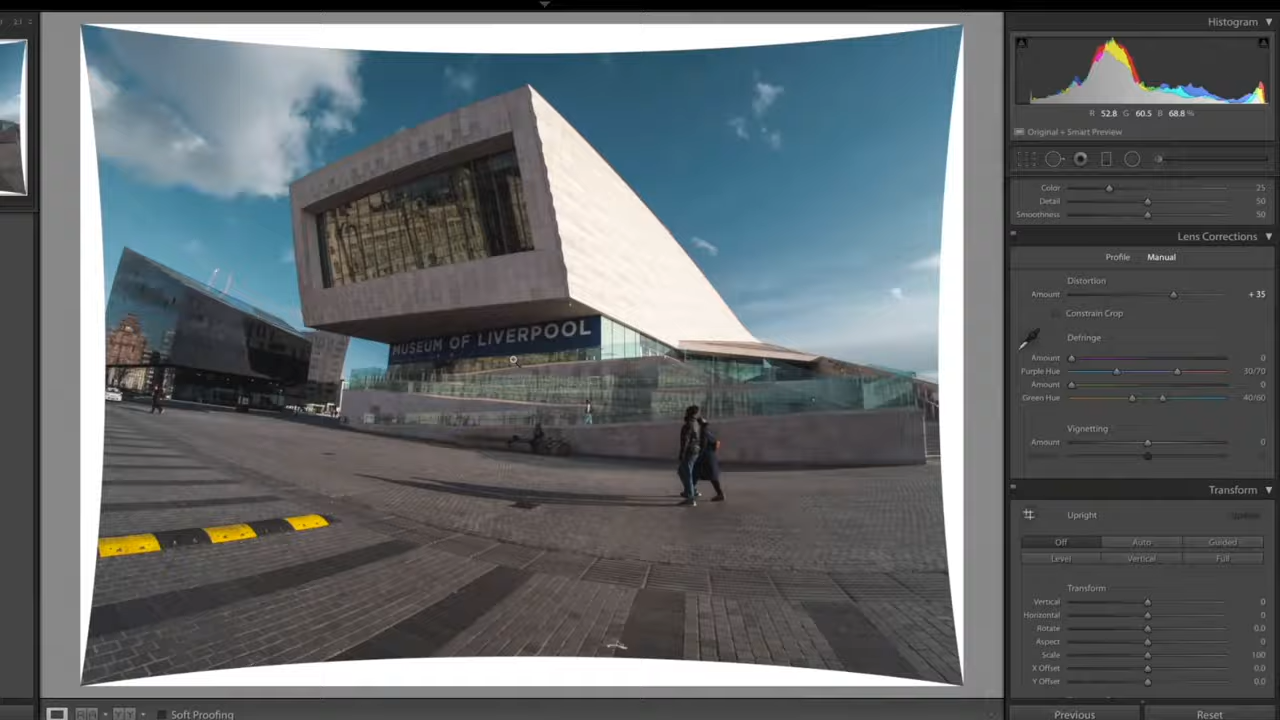 2:1
Histogram
R 52.8 G 60.5 B 68.8 %
Original + Smart Preview
Color 25
Detail 50
Smoothness 50
Lens Corrections
Profile Manual
Distortion
Amount +35
Constrain Crop
Defringe
Amount 0
Purple Hue 30/70
Amount 0
Green Hue 40/60
Vignetting
Amount 0
Transform
Upright
Off Auto Guided
Level Vertical Full
Transform
Vertical 0
Horizontal 0
Rotate 0.0
Aspect 0
Scale 100
X Offset 0.0
Y Offset 0.0
Previous Reset
MUSEUM OF LIVERPOOL
Soft Proofing